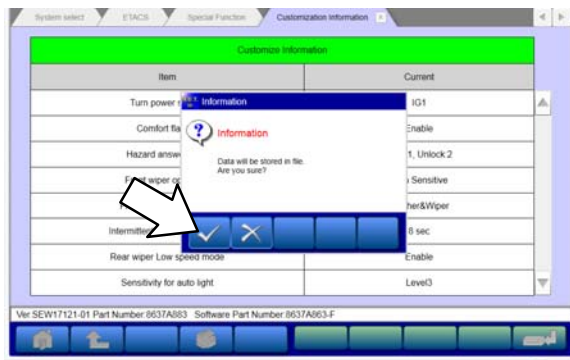 System select ETACS Special Function Customization Information
Customize Information
Item Current
Turn power IG1
Information
Comfort fla Enable
Information
Hazard answ 1, Unlock 2
Data will be stored in file.
Are you sure?
wiper op Sensitive
her&Wiper
Intermitte 8 sec
Rear wiper Low speed mode Enable
Sensitivity for auto light Level3
Ver.SEW17121-01 Part Number:8637A883 Software Part Number:8637A863-F